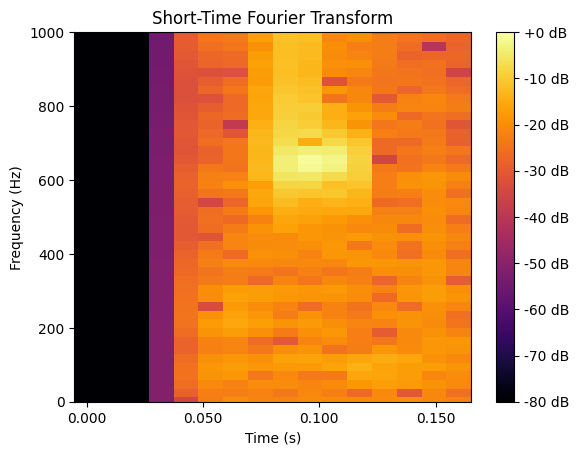 Short-Time Fourier Transform
Frequency (Hz)
1000
800
600
400
200
0
0.000
0.050
0.100
0.150
Time (s)
+0 dB
-10 dB
-20 dB
-30 dB
-40 dB
-50 dB
-60 dB
-70 dB
-80 dB